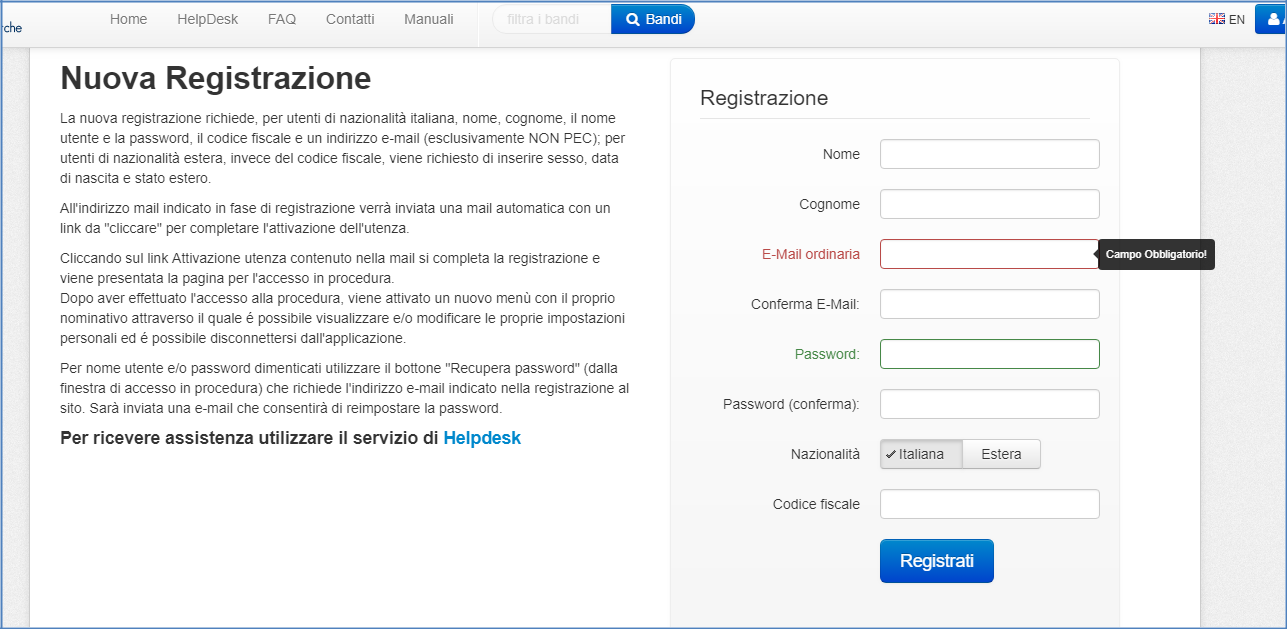 rche
Home
HelpDesk
FAQ
Contatti
Manuali
filtra i bandi
Bandi
EN
Nuova Registrazione
La nuova registrazione richiede, per utenti di nazionalità italiana, nome, cognome, il nome
utente e la password, il codice fiscale e un indirizzo e-mail (esclusivamente NON PEC); per
utenti di nazionalità estera, invece del codice fiscale, viene richiesto di inserire sesso, data
di nascita e stato estero.
All'indirizzo mail indicato in fase di registrazione verrà inviata una mail automatica con un
link da "cliccare" per completare l'attivazione dell'utenza.
Cliccando sul link Attivazione utenza contenuto nella mail si completa la registrazione e
viene presentata la pagina per l'accesso in procedura.
Dopo aver effettuato l'accesso alla procedura, viene attivato un nuovo menù con il proprio
nominativo attraverso il quale é possibile visualizzare e/o modificare le proprie impostazioni
personali ed é possibile disconnettersi dall'applicazione.
Per nome utente e/o password dimenticati utilizzare il bottone "Recupera password" (dalla
finestra di accesso in procedura) che richiede l'indirizzo e-mail indicato nella registrazione al
sito. Sarà inviata una e-mail che consentirà di reimpostare la password.
Per ricevere assistenza utilizzare il servizio di Helpdesk
Registrazione
Nome
Cognome
E-Mail ordinaria
Campo Obbligatorio!
Conferma E-Mail:
Password:
Password (conferma):
Nazionalità
Italiana
Estera
Codice fiscale
Registrati